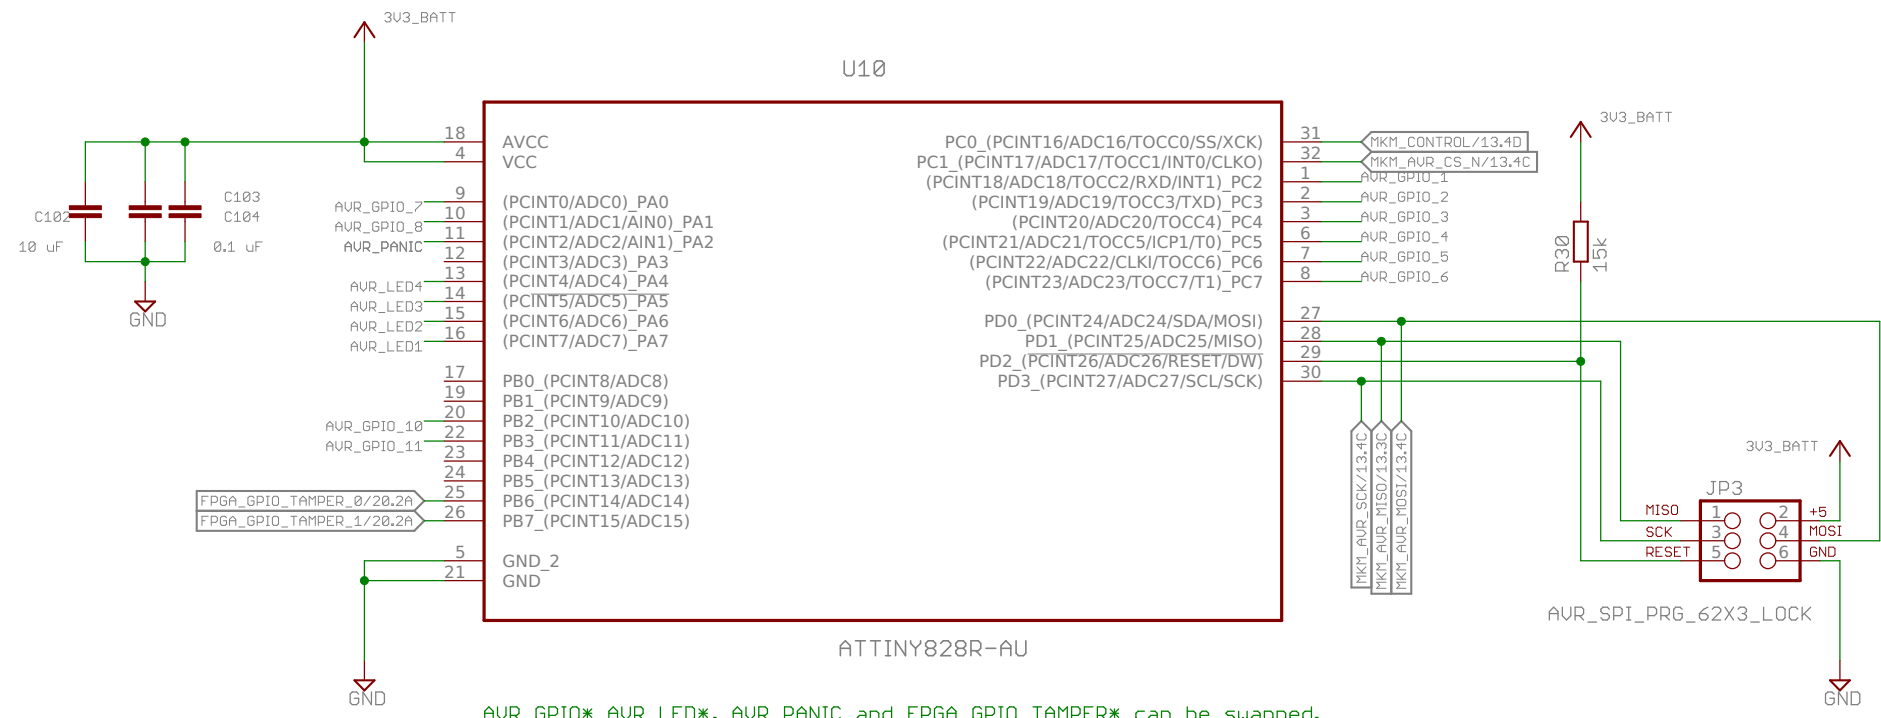 3V3_BATT
U10
C102
10 uF
C103
C104
0.1 uF
GND
18 AVCC
4 VCC
AVR_GPIO_7 9 (PCINT0/ADC0)_PA0
AVR_GPIO_8 10 (PCINT1/ADC1/AIN0)_PA1
AVR_PANIC 11 (PCINT2/ADC2/AIN1)_PA2
12 (PCINT3/ADC3)_PA3
AVR_LED4 13 (PCINT4/ADC4)_PA4
AVR_LED3 14 (PCINT5/ADC5)_PA5
AVR_LED2 15 (PCINT6/ADC6)_PA6
AVR_LED1 16 (PCINT7/ADC7)_PA7
17 PB0_(PCINT8/ADC8)
19 PB1_(PCINT9/ADC9)
AVR_GPIO_10 20 PB2_(PCINT10/ADC10)
AVR_GPIO_11 22 PB3_(PCINT11/ADC11)
23 PB4_(PCINT12/ADC12)
24 PB5_(PCINT13/ADC13)
FPGA_GPIO_TAMPER_0/20.2A 25 PB6_(PCINT14/ADC14)
FPGA_GPIO_TAMPER_1/20.2A 26 PB7_(PCINT15/ADC15)
5 GND_2
21 GND
GND
PC0_(PCINT16/ADC16/TOCC0/SS/XCK) 31 MKM_CONTROL/13.4D
PC1_(PCINT17/ADC17/TOCC1/INT0/CLKO) 32 MKM_AVR_CS_N/13.4C
(PCINT18/ADC18/TOCC2/RXD/INT1)_PC2 1 AVR_GPIO_1
(PCINT19/ADC19/TOCC3/TXD)_PC3 2 AVR_GPIO_2
(PCINT20/ADC20/TOCC4)_PC4 3 AVR_GPIO_3
(PCINT21/ADC21/TOCC5/ICP1/T0)_PC5 6 AVR_GPIO_4
(PCINT22/ADC22/CLKI/TOCC6)_PC6 7 AVR_GPIO_5
(PCINT23/ADC23/TOCC7/T1)_PC7 8 AVR_GPIO_6
PD0_(PCINT24/ADC24/SDA/MOSI) 27
PD1_(PCINT25/ADC25/MISO) 28
PD2_(PCINT26/ADC26/RESET/DW) 29
PD3_(PCINT27/ADC27/SCL/SCK) 30
3V3_BATT
R30
15k
MKM_AVR_SCK/13.4C
MKM_AVR_MISO/13.3C
MKM_AVR_MOSI/13.4C
3V3_BATT
JP3
MISO 1 2 +5
SCK 3 4 MOSI
RESET 5 6 GND
AVR_SPI_PRG_62X3_LOCK
GND
ATTINY828R-AU
AVR_GPIO*, AVR_LED*, AVR_PANIC and FPGA_GPIO_TAMPER* can be swapped.